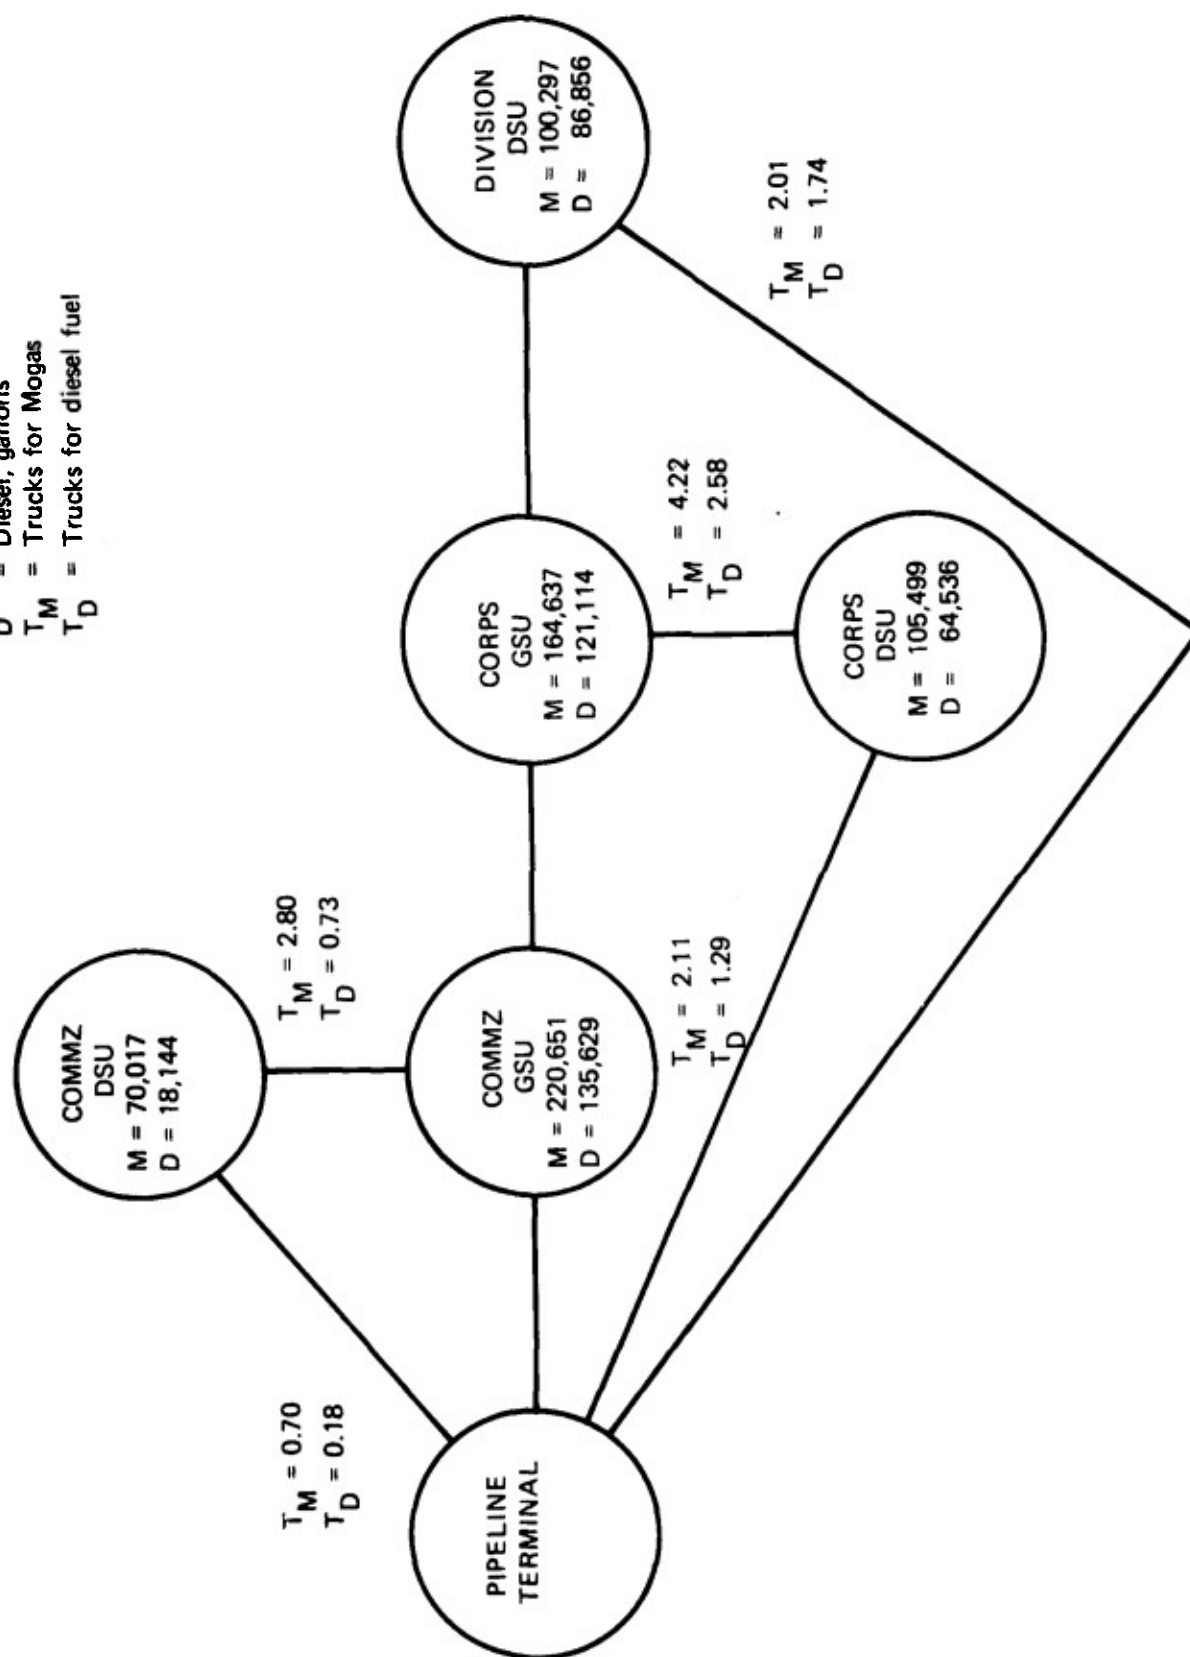 D = Diesel, gallons
T_M = Trucks for Mogas
T_D = Trucks for diesel fuel
COMMZ
DSU
M = 70,017
D = 18,144
T_M = 0.70
T_D = 0.18
T_M = 2.80
T_D = 0.73
PIPELINE
TERMINAL
COMMZ
GSU
M = 220,651
D = 135,629
CORPS
GSU
M = 164,637
D = 121,114
DIVISION
DSU
M = 100,297
D = 86,856
T_M = 2.11
T_D = 1.29
T_M = 4.22
T_D = 2.58
T_M = 2.01
T_D = 1.74
CORPS
DSU
M = 105,499
D = 64,536